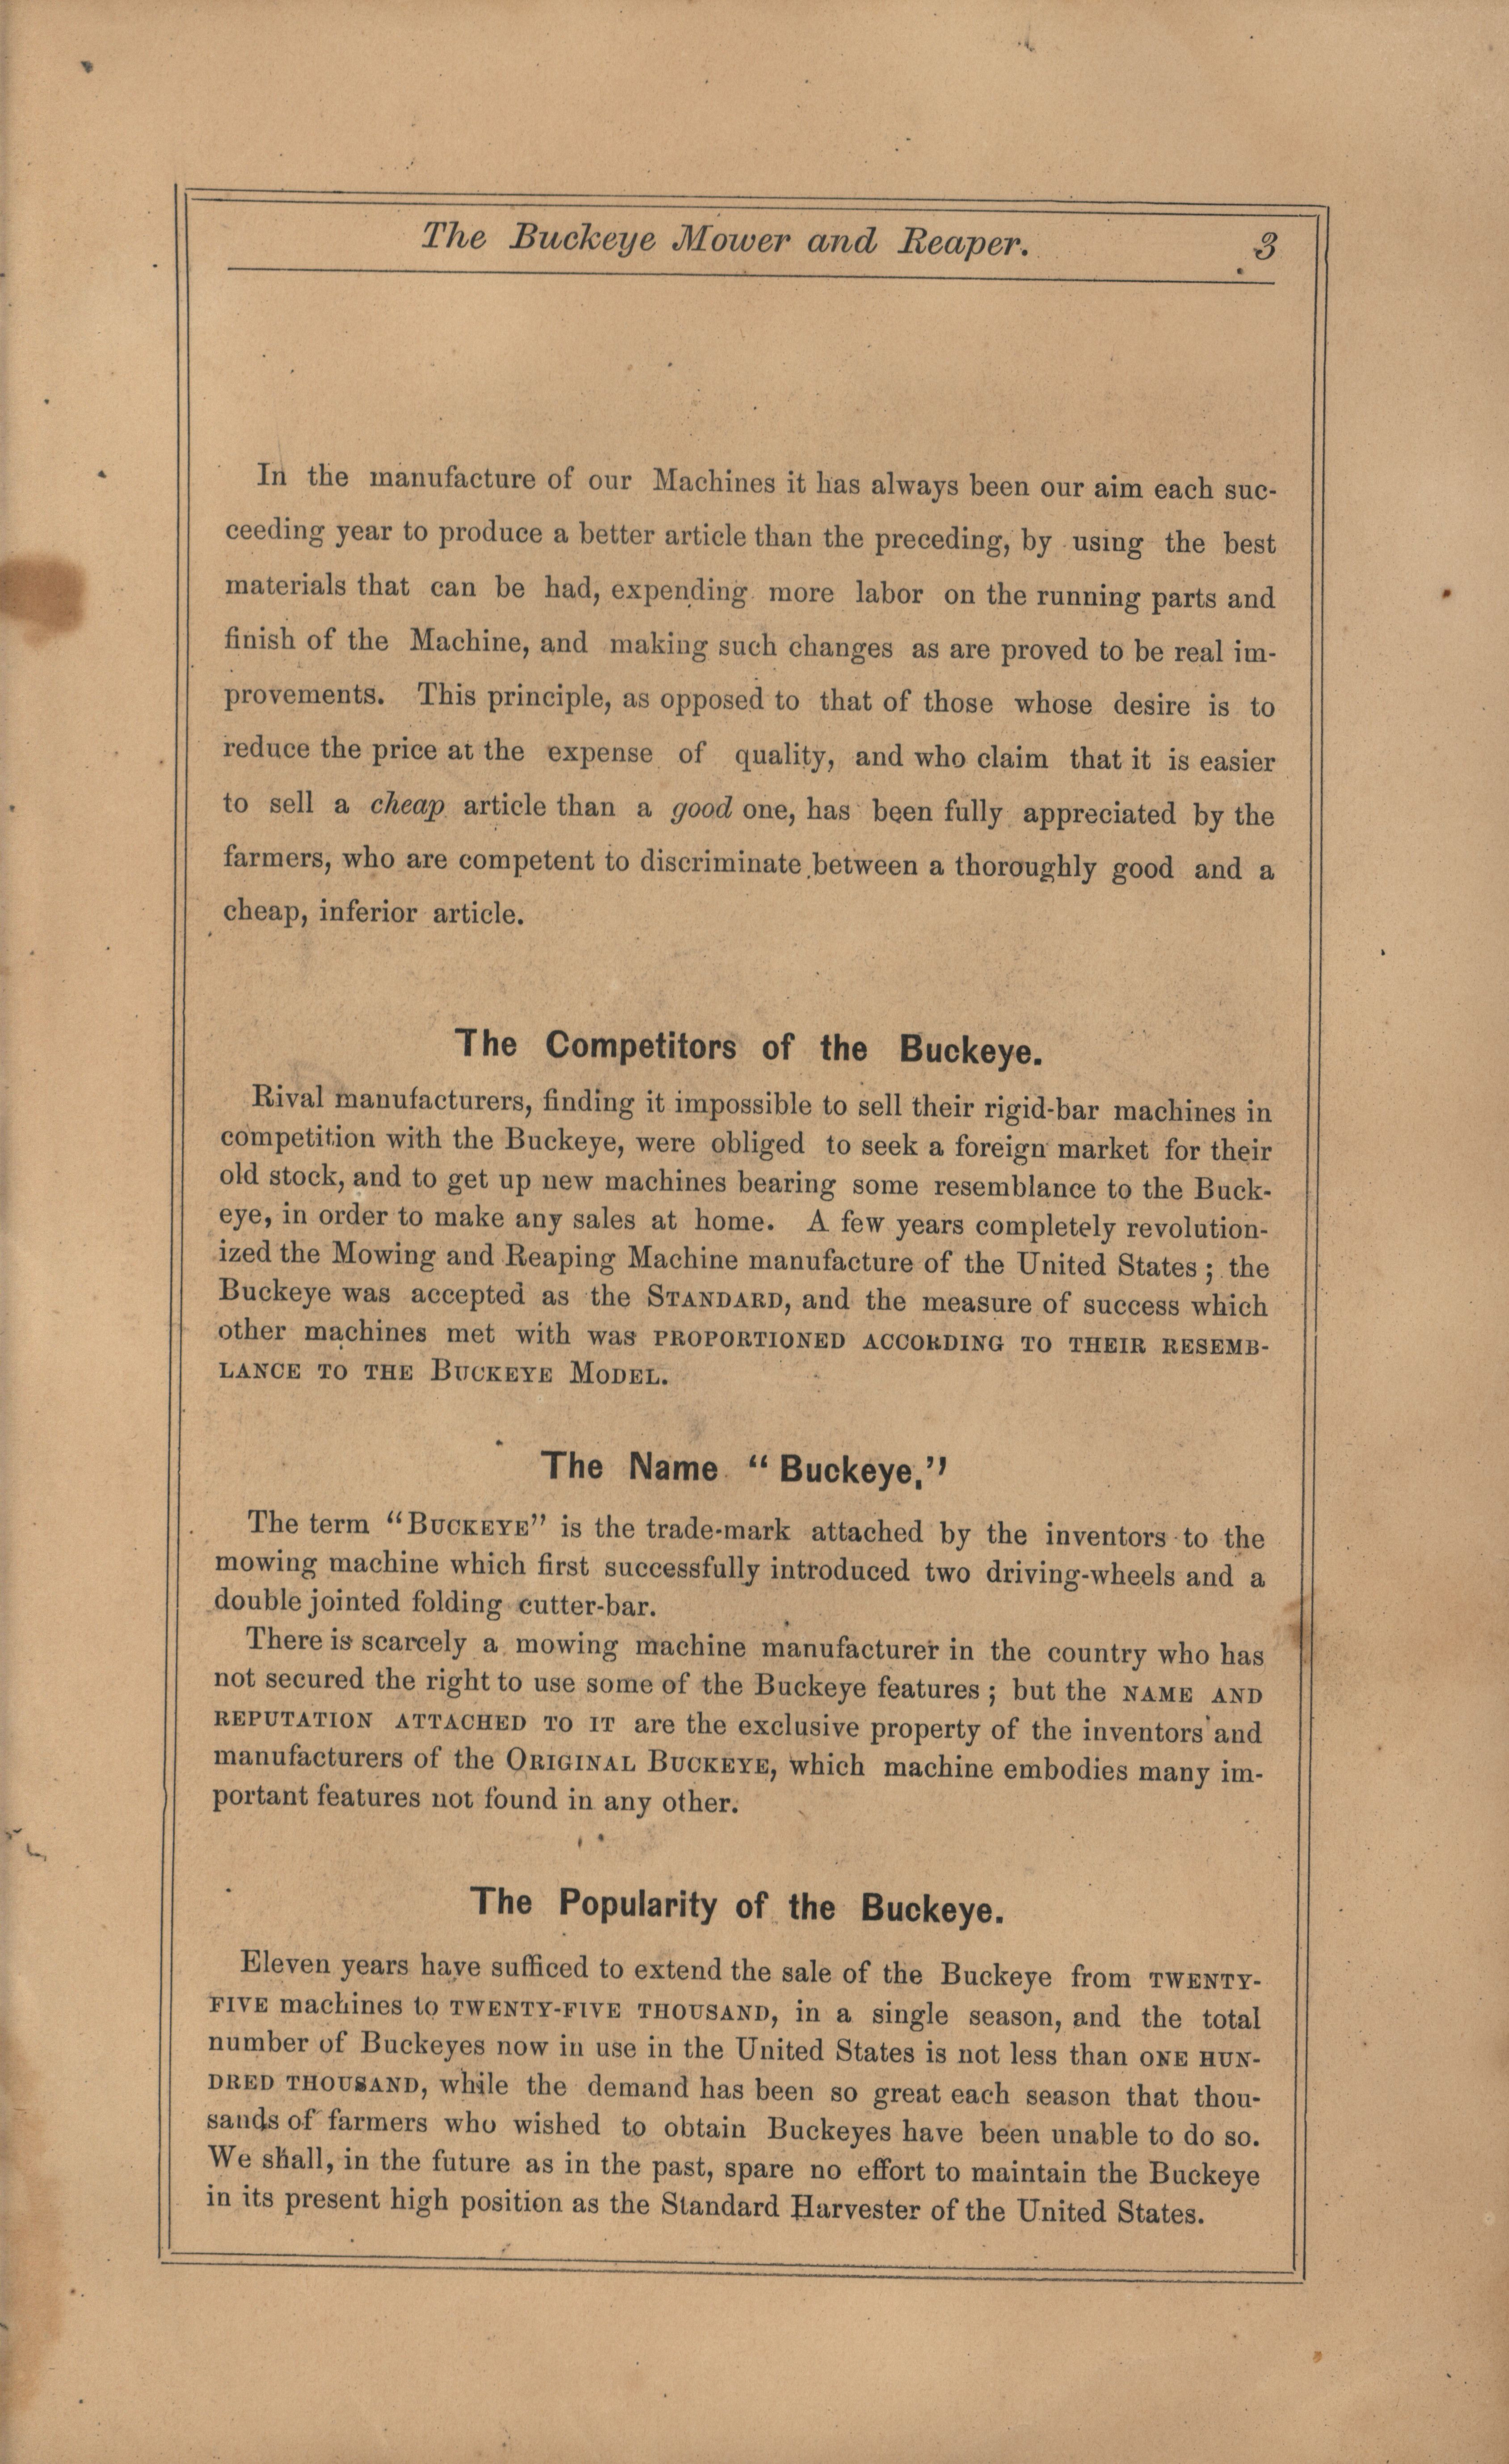 The Buckeye Mower and Reaper. 3
In the manufacture of our Machines it has always been our aim each suc-
ceeding year to produce a better article than the preceding, by using the best
materials that can be had, expending more labor on the running parts and
finish of the Machine, and making such changes as are proved to be real im-
provements. This principle, as opposed to that of those whose desire is to
reduce the price at the expense of quality, and who claim that it is easier
to sell a cheap article than a good one, has been fully appreciated by the
farmers, who are competent to discriminate between a thoroughly good and a
cheap, inferior article.
The Competitors of the Buckeye.
Rival manufacturers, finding it impossible to sell their rigid-bar machines in
competition with the Buckeye, were obliged to seek a foreign market for their
old stock, and to get up new machines bearing some resemblance to the Buck-
eye, in order to make any sales at home. A few years completely revolution-
ized the Mowing and Reaping Machine manufacture of the United States; the
Buckeye was accepted as the STANDARD, and the measure of success which
other machines met with was PROPORTIONED ACCORDING TO THEIR RESEMB-
LANCE TO THE BUCKEYE MODEL.
The Name "Buckeye."
The term "BUCKEYE" is the trade-mark attached by the inventors to the
mowing machine which first successfully introduced two driving-wheels and a
double jointed folding cutter-bar.
There is scarcely a mowing machine manufacturer in the country who has
not secured the right to use some of the Buckeye features; but the NAME AND
REPUTATION ATTACHED TO IT are the exclusive property of the inventors and
manufacturers of the ORIGINAL BUCKEYE, which machine embodies many im-
portant features not found in any other.
The Popularity of the Buckeye.
Eleven years have sufficed to extend the sale of the Buckeye from TWENTY-
FIVE machines to TWENTY-FIVE THOUSAND, in a single season, and the total
number of Buckeyes now in use in the United States is not less than ONE HUN-
DRED THOUSAND, while the demand has been so great each season that thou-
sands of farmers who wished to obtain Buckeyes have been unable to do so.
We shall, in the future as in the past, spare no effort to maintain the Buckeye
in its present high position as the Standard Harvester of the United States.